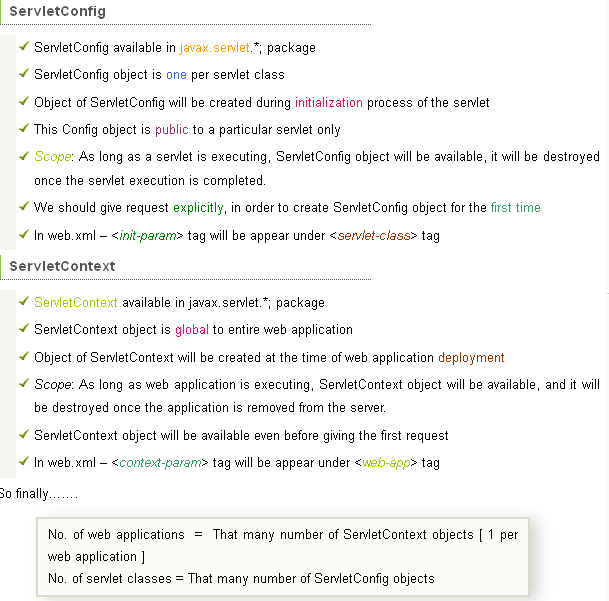 ServletConfig
ServletConfig available in javax.servlet.*; package
ServletConfig object is one per servlet class
Object of ServletConfig will be created during initialization process of the servlet
This Config object is public to a particular servlet only
Scope: As long as a servlet is executing, ServletConfig object will be available, it will be destroyed
once the servlet execution is completed.
We should give request explicitly, in order to create ServletConfig object for the first time
In web.xml – <init-param> tag will be appear under <servlet-class> tag
ServletContext
ServletContext available in javax.servlet.*; package
ServletContext object is global to entire web application
Object of ServletContext will be created at the time of web application deployment
Scope: As long as web application is executing, ServletContext object will be available, and it will
be destroyed once the application is removed from the server.
ServletContext object will be available even before giving the first request
In web.xml – <context-param> tag will be appear under <web-app> tag
So finally…….
No. of web applications = That many number of ServletContext objects [ 1 per
web application ]
No. of servlet classes = That many number of ServletConfig objects